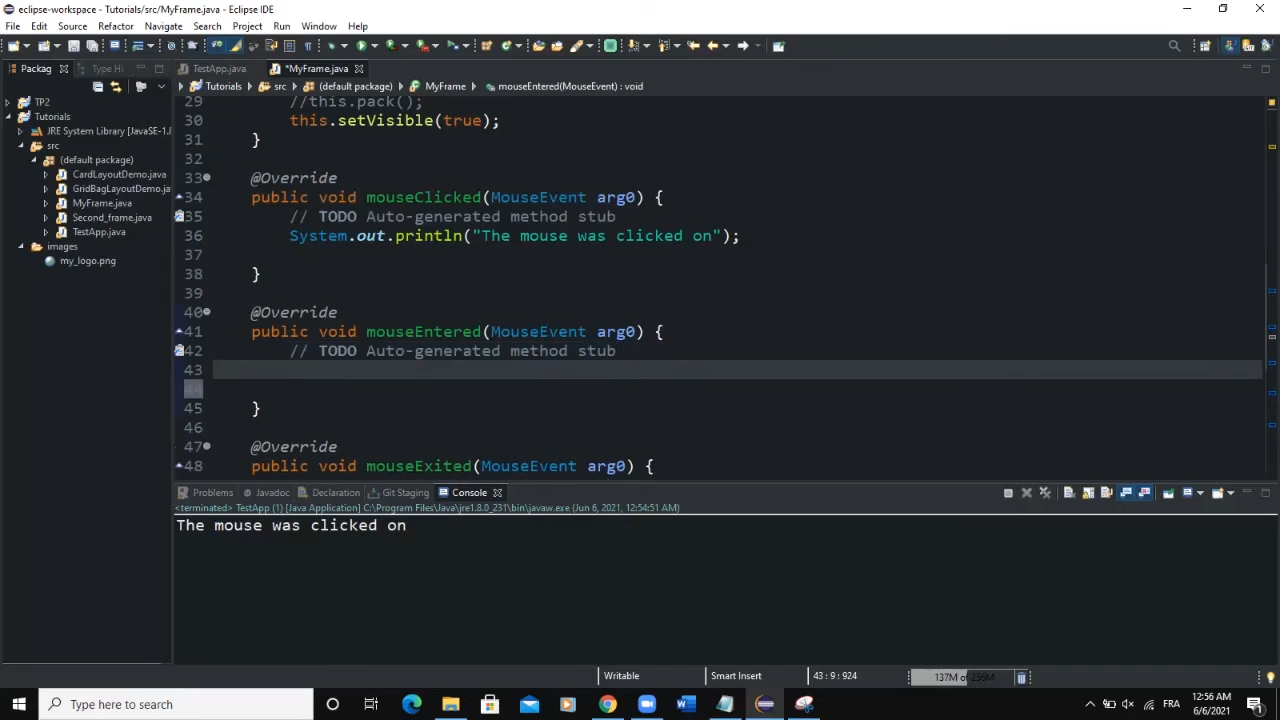 eclipse-workspace - Tutorials/src/MyFrame.java - Eclipse IDE
File Edit Source Refactor Navigate Search Project Run Window Help
Packag Type Hi TestApp.java *MyFrame.java
Tutorials src (default package) MyFrame mouseEntered(MouseEvent) : void
TP2
Tutorials
JRE System Library [JavaSE-1.
src
(default package)
CardLayoutDemo.java
GridBagLayoutDemo.ja
MyFrame.java
Second_frame.java
TestApp.java
images
my_logo.png
29 //this.pack();
30 this.setVisible(true);
31 }
32
33 @Override
34 public void mouseClicked(MouseEvent arg0) {
35 // TODO Auto-generated method stub
36 System.out.println("The mouse was clicked on");
37
38 }
39
40 @Override
41 public void mouseEntered(MouseEvent arg0) {
42 // TODO Auto-generated method stub
43
44
45 }
46
47 @Override
48 public void mouseExited(MouseEvent arg0) {
Problems Javadoc Declaration Git Staging Console
<terminated> TestApp (1) [Java Application] C:\Program Files\Java\jre1.8.0_231\bin\javaw.exe (Jun 6, 2021, 12:54:51 AM)
The mouse was clicked on
Writable Smart Insert 43 : 9 : 924 137M of 256M
Type here to search
FRA
12:56 AM
6/6/2021